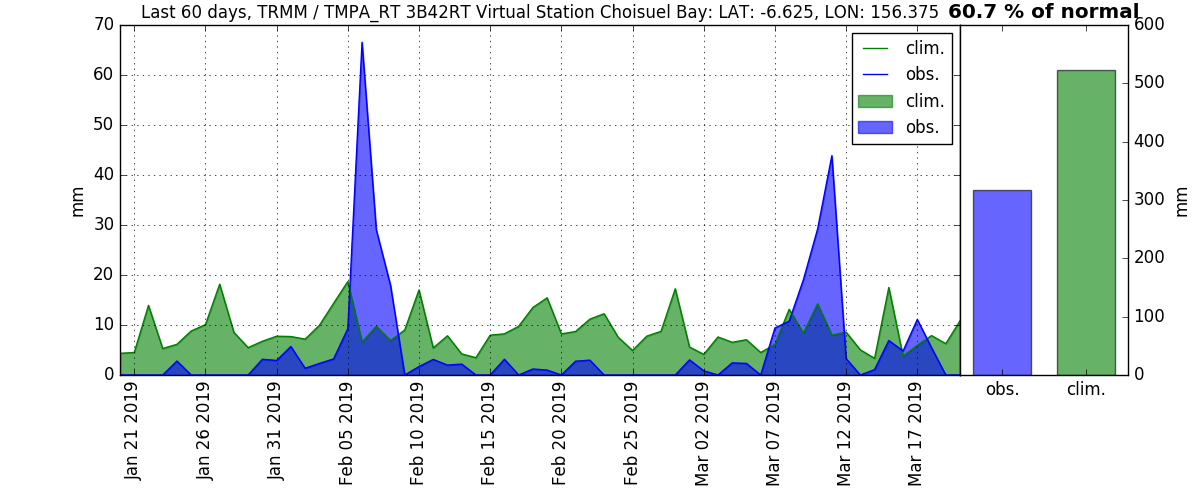 Last 60 days, TRMM / TMPA_RT 3B42RT Virtual Station Choisuel Bay: LAT: -6.625, LON: 156.375 60.7 % of normal
70
60
50
40
30
20
10
0
mm
clim.
obs.
clim.
obs.
600
500
400
300
200
100
0
mm
obs.
clim.
Jan 21 2019
Jan 26 2019
Jan 31 2019
Feb 05 2019
Feb 10 2019
Feb 15 2019
Feb 20 2019
Feb 25 2019
Mar 02 2019
Mar 07 2019
Mar 12 2019
Mar 17 2019